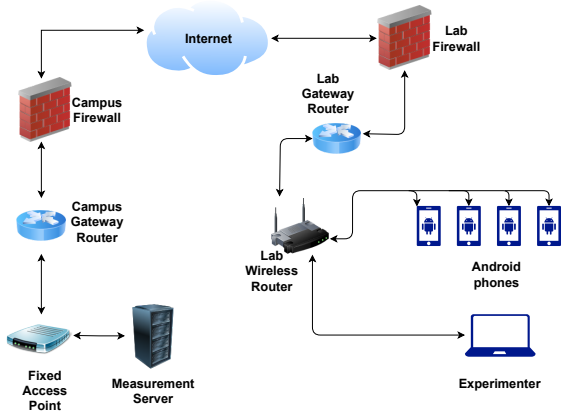 Internet
Lab
Firewall
Lab
Gateway
Router
Campus
Firewall
Campus
Gateway
Router
Lab
Wireless
Router
Android
phones
Fixed
Access
Point
Measurement
Server
Experimenter